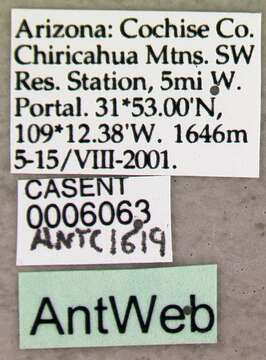 Arizona: Cochise Co.
Chiricahua Mtns. SW
Res. Station, 5mi W.
Portal. 31*53.00'N,
109*12.38'W. 1646m
5-15/VIII-2001.
CASENT
0006063
ANTC1619
AntWeb